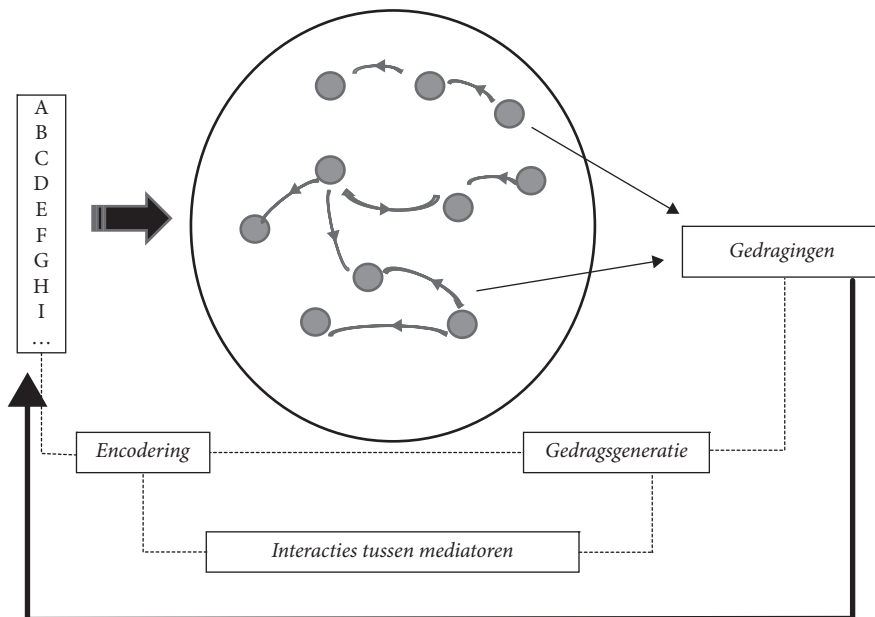 A
B
C
D
E
F
G
H
I
…
Gedragingen
Encodering
Gedragsgeneratie
Interacties tussen mediatoren